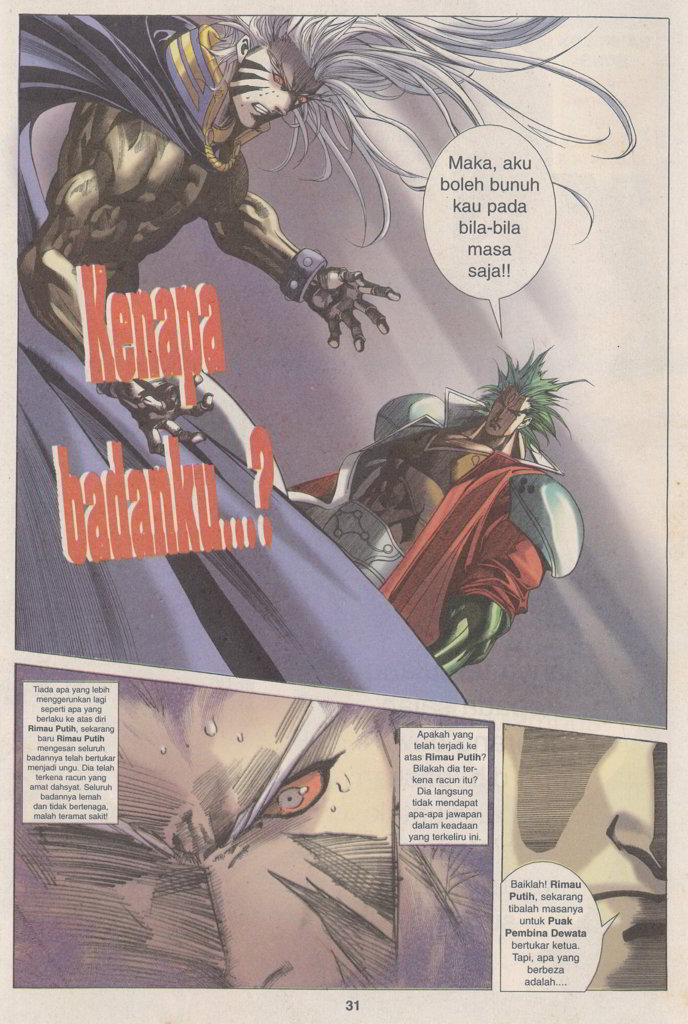 Maka, aku
boleh bunuh
kau pada
bila-bila
masa
saja!!
Kenapa
badanku....?
Tiada apa yang lebih
menggerunkan lagi
seperti apa yang
berlaku ke atas diri
Rimau Putih, sekarang
baru Rimau Putih
mengesan seluruh
badannya telah bertukar
menjadi ungu. Dia telah
terkena racun yang
amat dahsyat. Seluruh
badannya lemah
dan tidak bertenaga,
malah teramat sakit!
Apakah yang
telah terjadi ke
atas Rimau Putih?
Bilakah dia ter-
kena racun itu?
Dia langsung
tidak mendapat
apa-apa jawapan
dalam keadaan
yang terkeliru ini.
Baiklah! Rimau
Putih, sekarang
tibalah masanya
untuk Puak
Pembina Dewata
bertukar ketua.
Tapi, apa yang
berbeza
adalah....
31